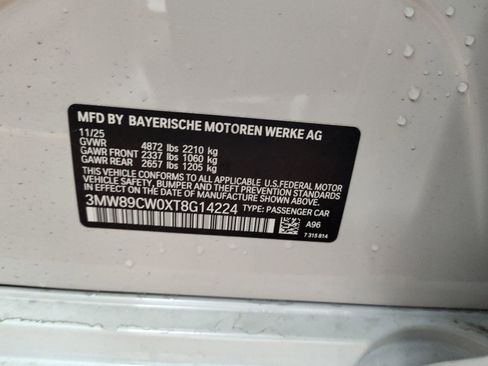 MFD BY BAYERISCHE MOTOREN WERKE AG
11/25
GVWR 4872 lbs 2210 kg
GAWR FRONT 2337 lbs 1060 kg
GAWR REAR 2657 lbs 1205 kg
THIS VEHICLE CONFORMS TO ALL APPLICABLE U.S.FEDERAL MOTOR
VEHICLE SAFETY, BUMPER, AND THEFT PREVENTION STANDARDS
IN EFFECT ON THE DATE OF MANUFACTURE SHOWN ABOVE.
3MW89CW0XT8G14224 TYPE: PASSENGER CAR
A96
7 315 814